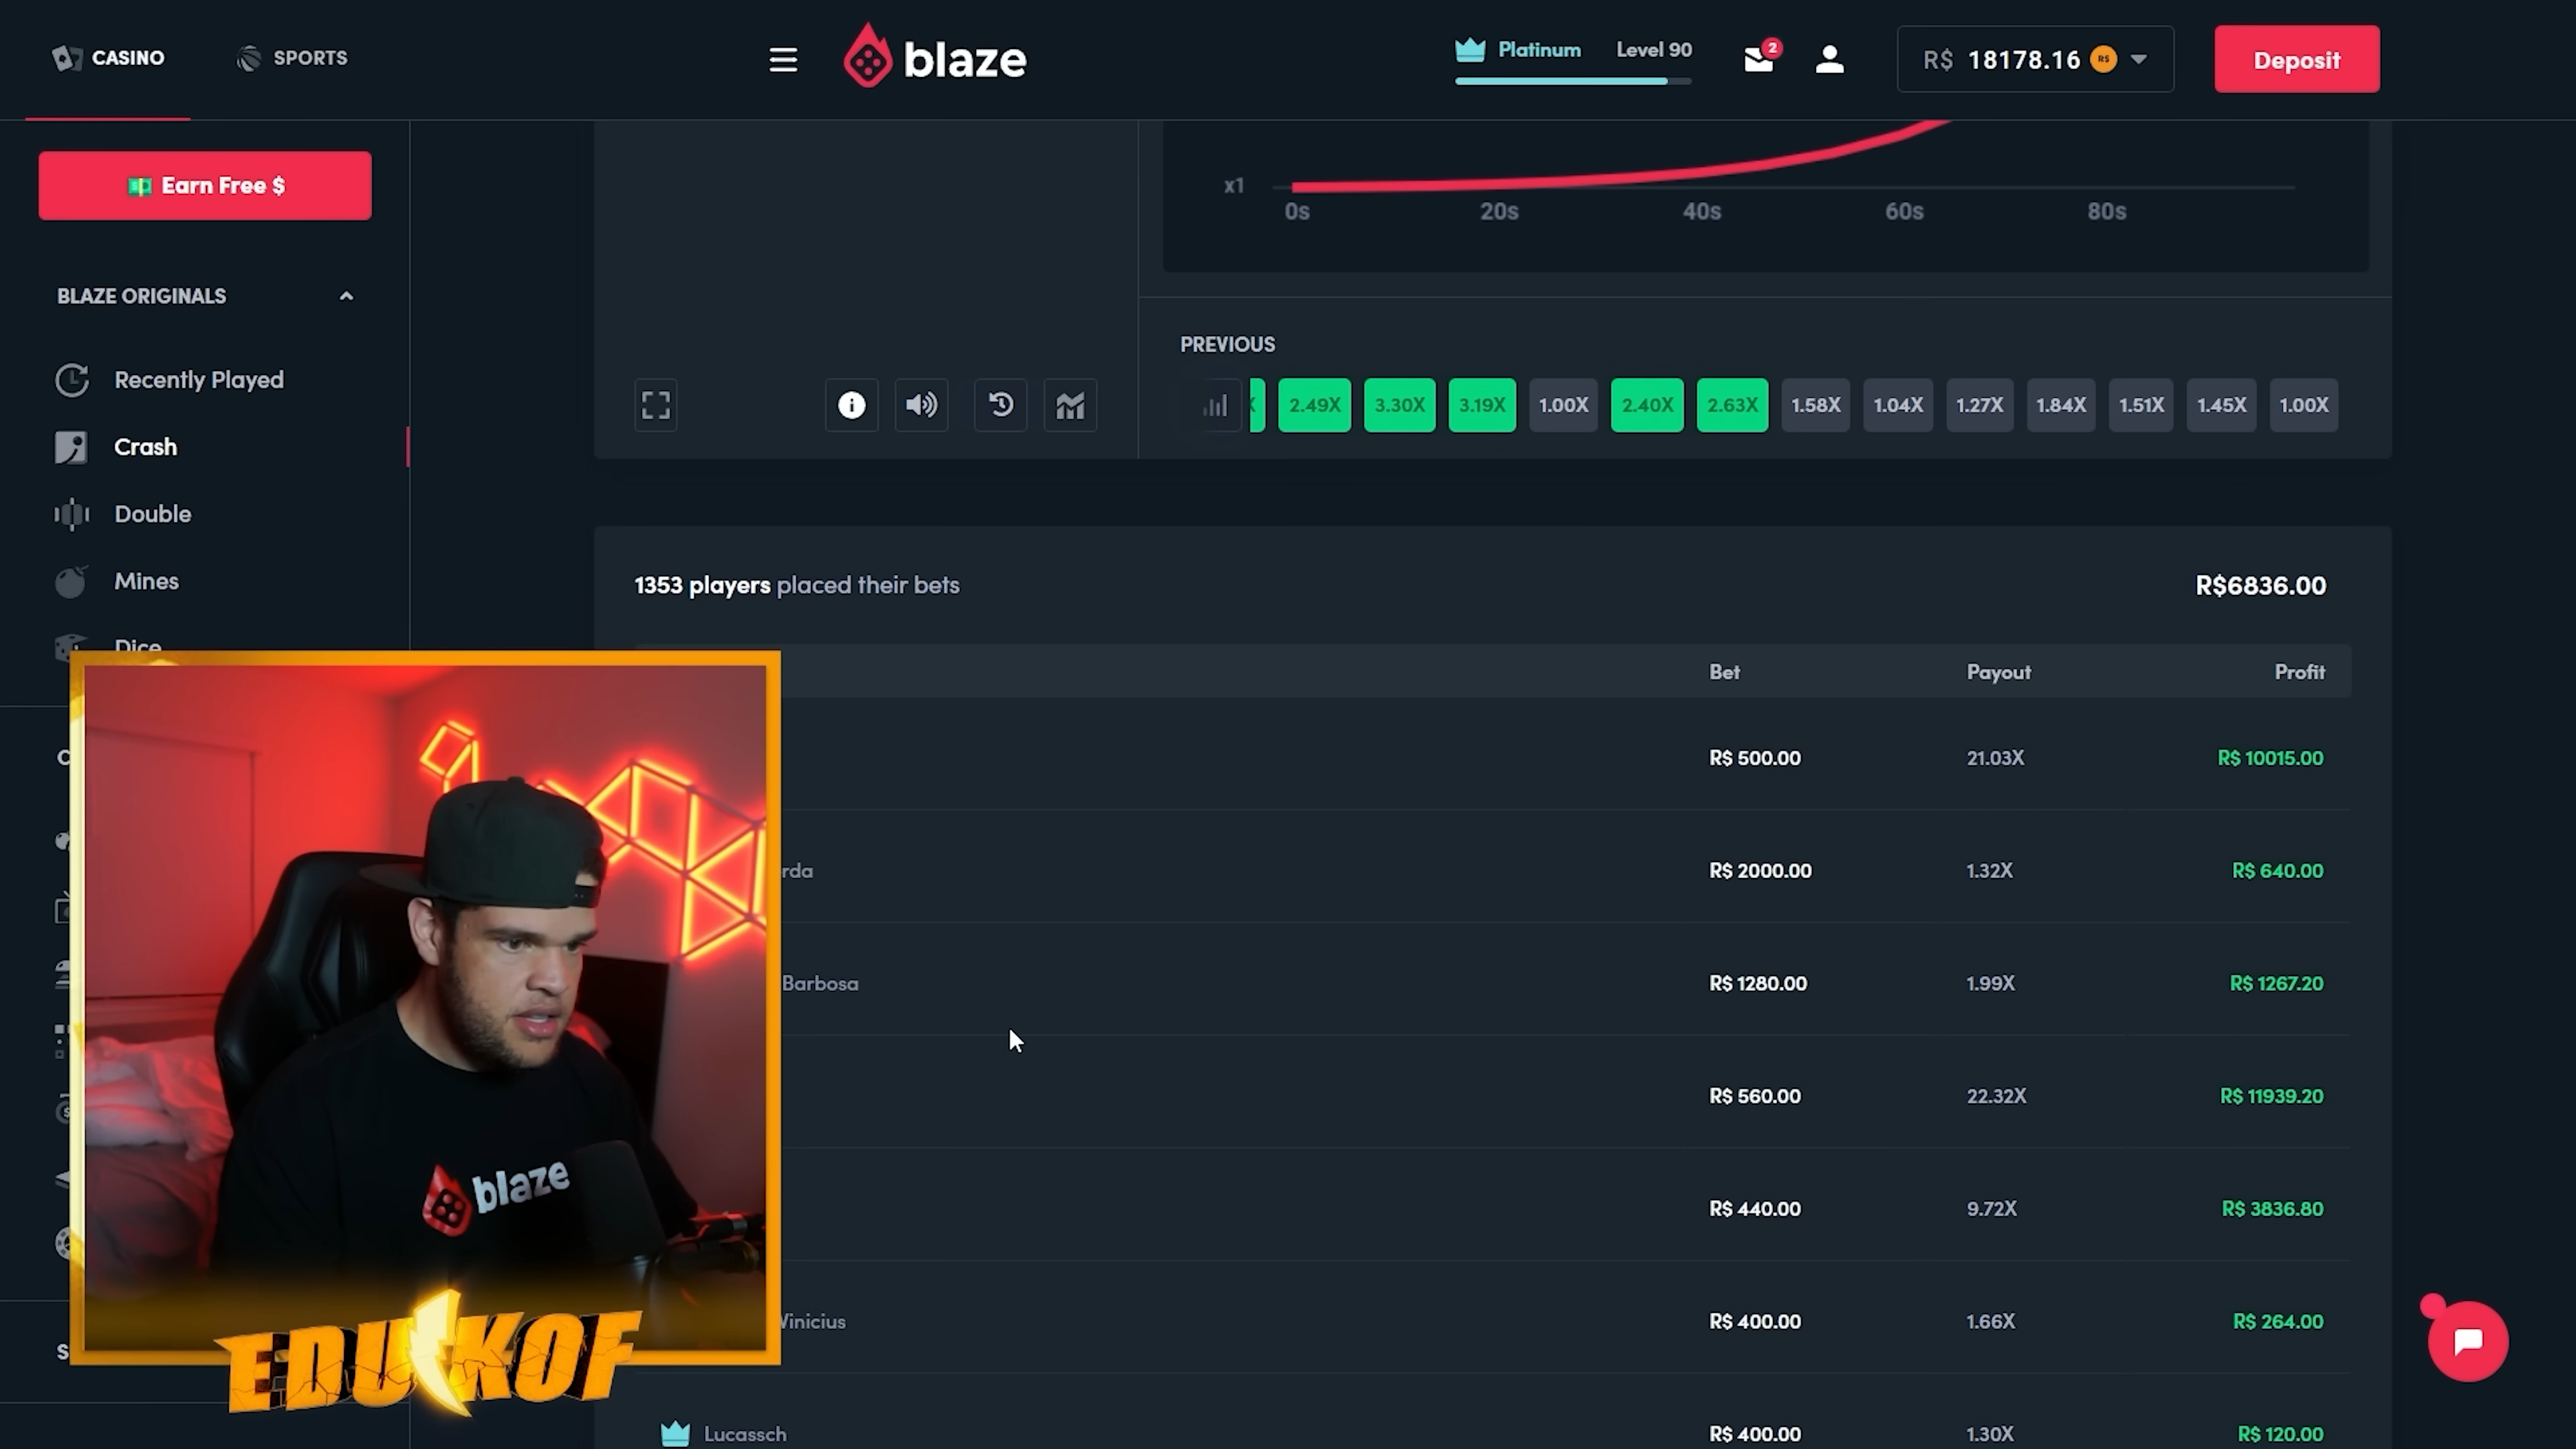 CASINO
SPORTS
blaze
Platinum
Level 90
2
R$ 18178.16 R$
Deposit
Earn Free $
BLAZE ORIGINALS
Recently Played
Crash
Double
Mines
Dice
x1
0s 20s 40s 60s 80s
PREVIOUS
X 2.49X 3.30X 3.19X 1.00X 2.40X 2.63X 1.58X 1.04X 1.27X 1.84X 1.51X 1.45X 1.00X
1353 players placed their bets
R$6836.00
Bet Payout Profit
R$ 500.00 21.03X R$ 10015.00
rda R$ 2000.00 1.32X R$ 640.00
Barbosa R$ 1280.00 1.99X R$ 1267.20
R$ 560.00 22.32X R$ 11939.20
R$ 440.00 9.72X R$ 3836.80
Vinicius R$ 400.00 1.66X R$ 264.00
Lucassch R$ 400.00 1.30X R$ 120.00
blaze
EDUKOF